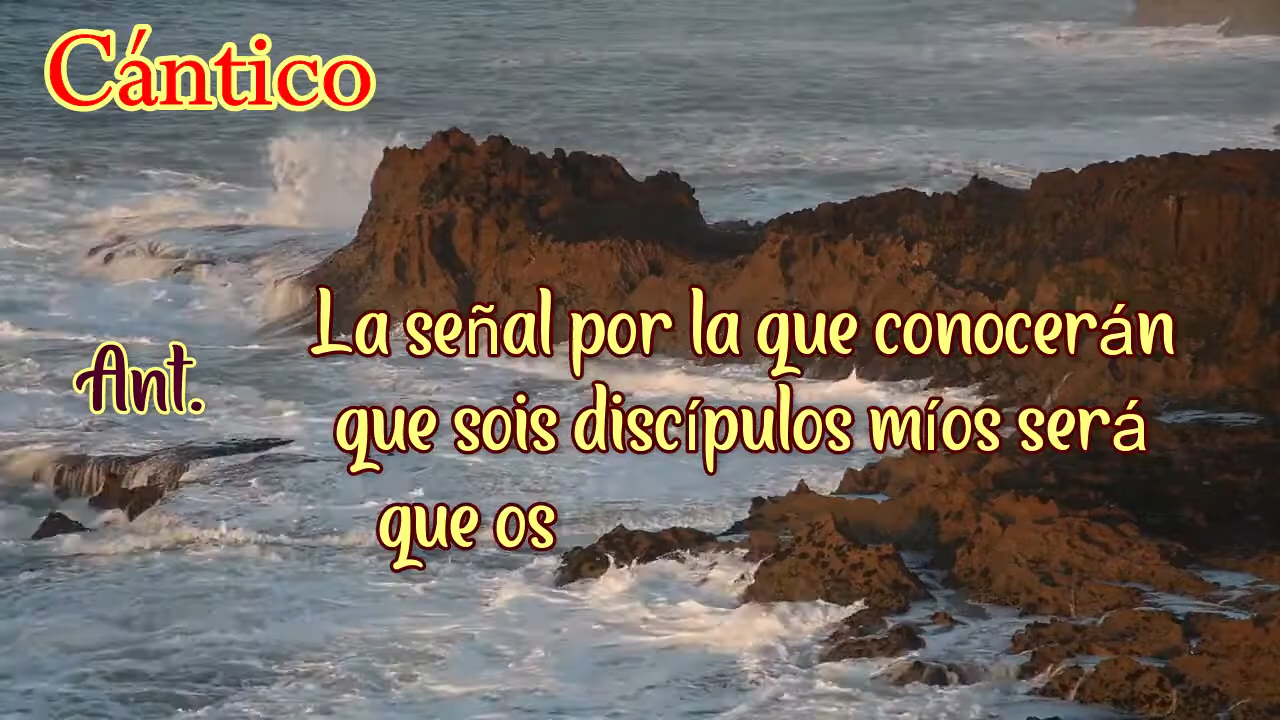 Cántico
Ant.
La señal por la que conocerán
que sois discípulos míos será
que os